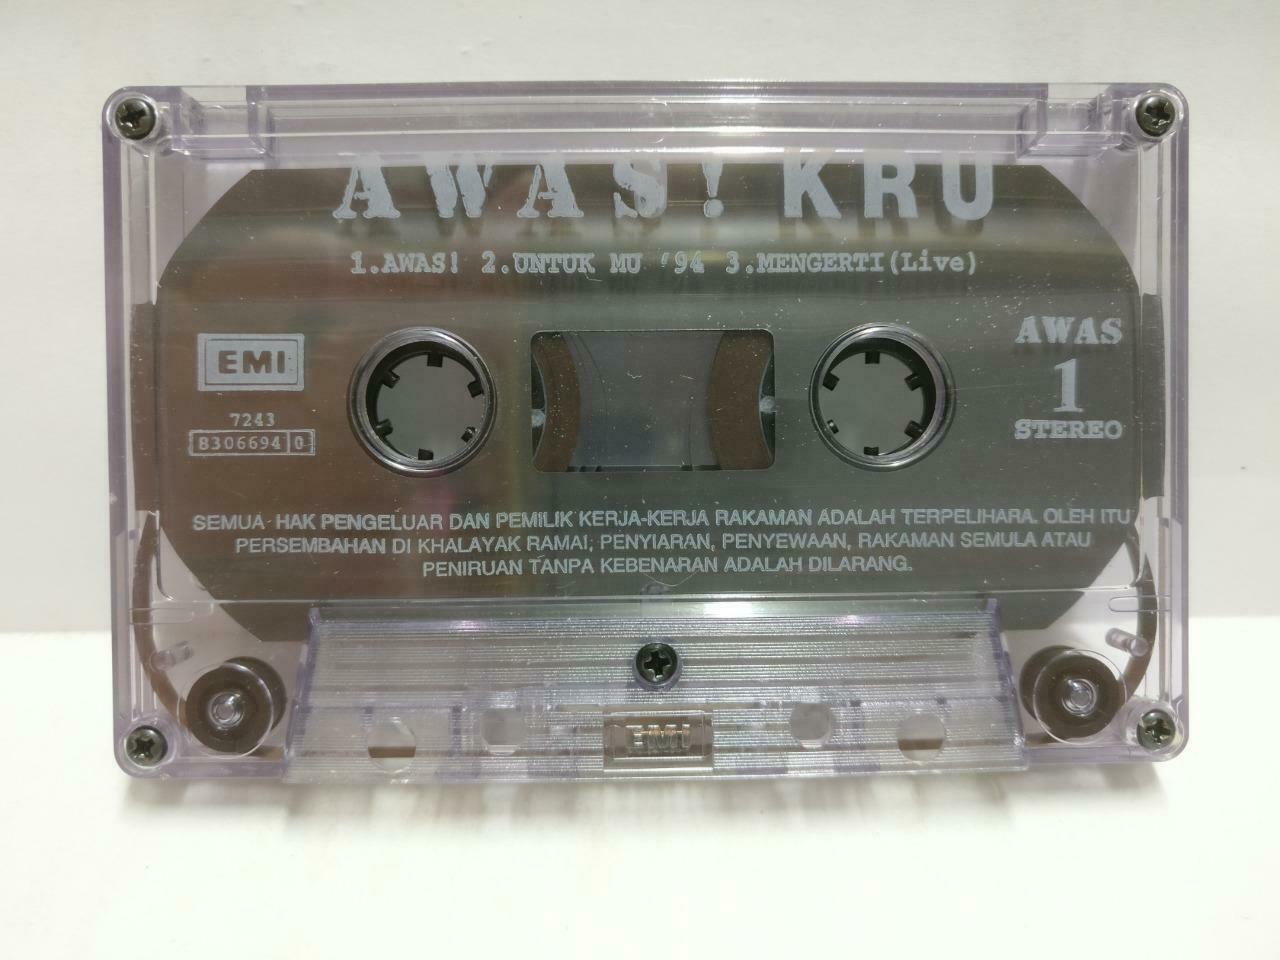 AWAS! KRU
1.AWAS! 2.UNTUK MU '94 3.MENGERTI(Live)
EMI
7243
8306694 0
AWAS
1
STEREO
SEMUA HAK PENGELUAR DAN PEMILIK KERJA-KERJA RAKAMAN ADALAH TERPELIHARA. OLEH ITU
PERSEMBAHAN DI KHALAYAK RAMAI, PENYIARAN, PENYEWAAN, RAKAMAN SEMULA ATAU
PENIRUAN TANPA KEBENARAN ADALAH DILARANG.
EMI